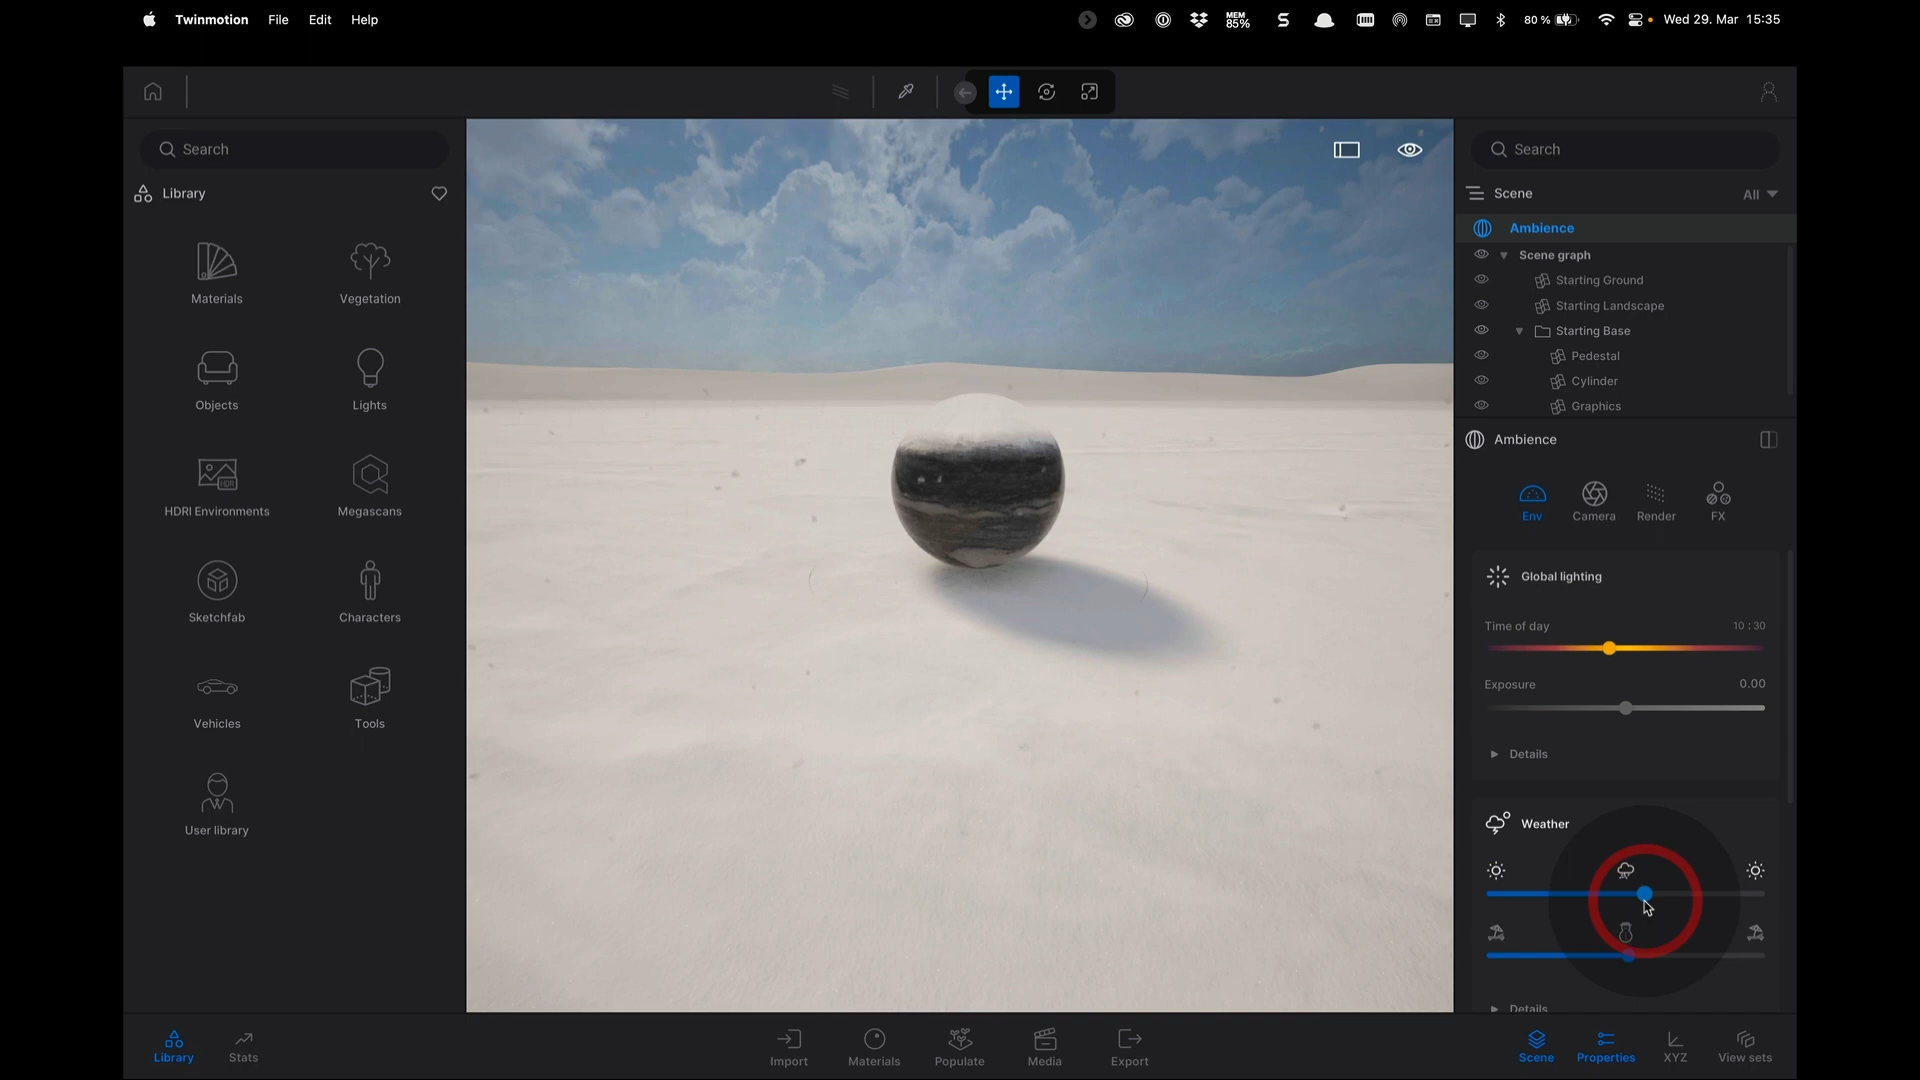 Twinmotion File Edit Help
MEM
85%
80 %
Wed 29. Mar 15:35
Search
Library
Materials
Vegetation
Objects
Lights
HDR
HDRI Environments
Megascans
Sketchfab
Characters
Vehicles
Tools
User library
Search
Scene
All
Ambience
Scene graph
Starting Ground
Starting Landscape
Starting Base
Pedestal
Cylinder
Graphics
Ambience
Env
Camera
Render
FX
Global lighting
Time of day
10 : 30
Exposure
0.00
Details
Weather
Details
Library
Stats
Import
Materials
Populate
Media
Export
Scene
Properties
XYZ
View sets